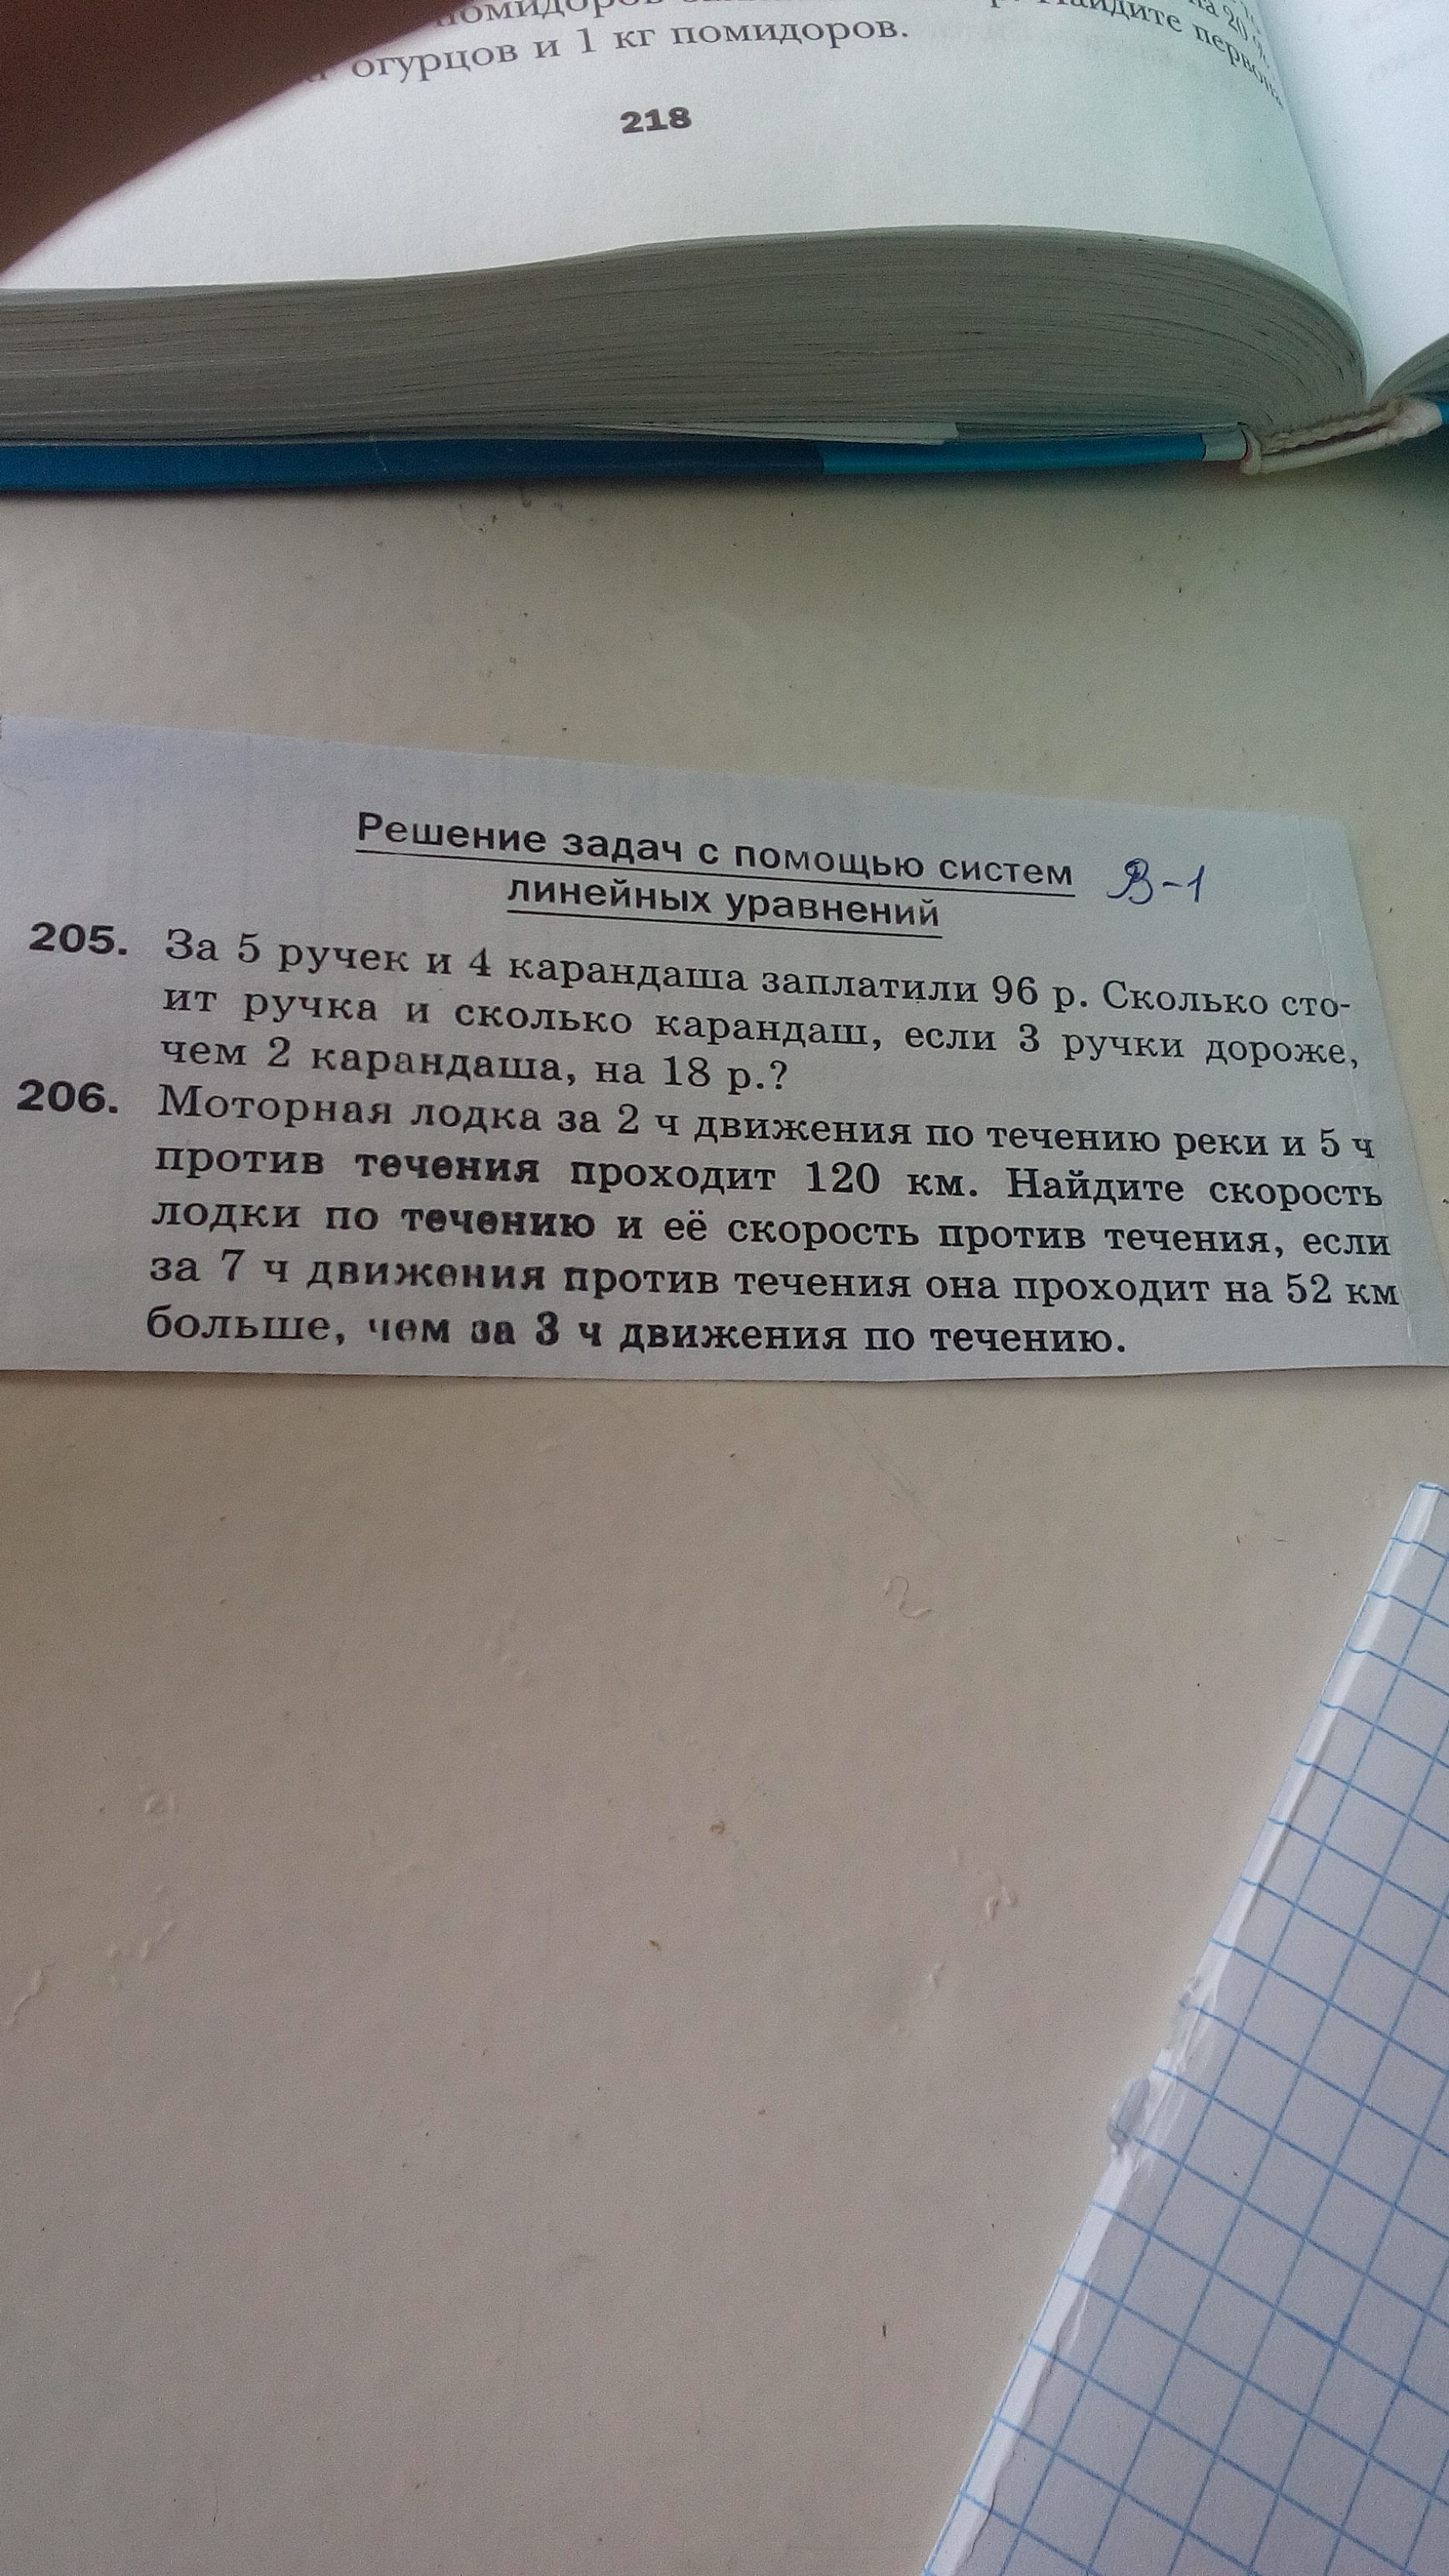 огурцов и 1 кг помидоров.
на 20 %.
Найдите
218
Решение задач с помощью систем В-1
линейных уравнений
205. За 5 ручек и 4 карандаша заплатили 96 р. Сколько сто-
ит ручка и сколько карандаш, если 3 ручки дороже,
чем 2 карандаша, на 18 р.?
206. Моторная лодка за 2 ч движения по течению реки и 5 ч
против течения проходит 120 км. Найдите скорость
лодки по течению и её скорость против течения, если
за 7 ч движения против течения она проходит на 52 км
больше, чем за 3 ч движения по течению.